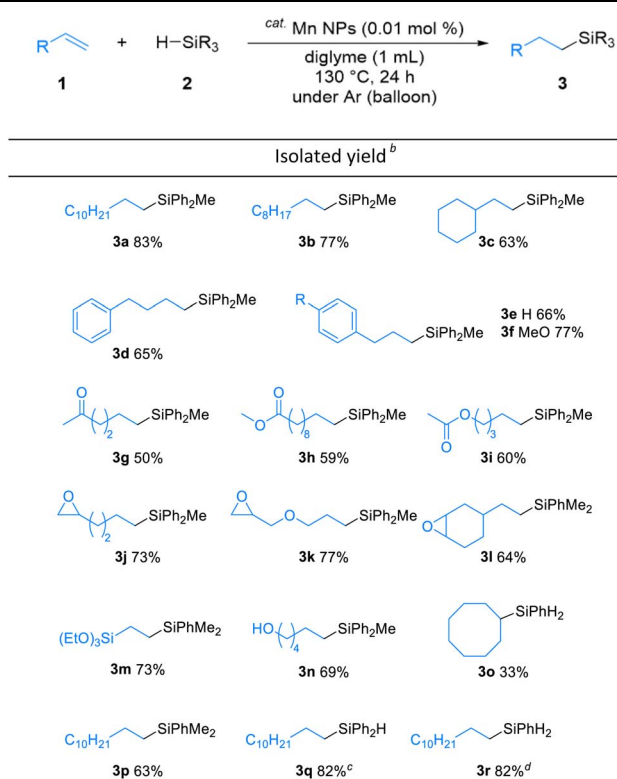 R + H–SiR₃ cat. Mn NPs (0.01 mol %) R SiR₃
diglyme (1 mL)
130 °C, 24 h
under Ar (balloon)
1 2 3
Isolated yield b
C₁₀H₂₁ SiPh₂Me C₈H₁₇ SiPh₂Me SiPh₂Me
3a 83% 3b 77% 3c 63%
SiPh₂Me R SiPh₂Me 3e H 66%
3f MeO 77%
3d 65%
O ( )₂ SiPh₂Me O O ( )₈ SiPh₂Me O O ( )₃ SiPh₂Me
3g 50% 3h 59% 3i 60%
O ( )₂ SiPh₂Me O O SiPh₂Me O SiPhMe₂
3j 73% 3k 77% 3l 64%
(EtO)₃Si SiPhMe₂ HO ( )₄ SiPh₂Me SiPhH₂
3m 73% 3n 69% 3o 33%
C₁₀H₂₁ SiPhMe₂ C₁₀H₂₁ SiPh₂H C₁₀H₂₁ SiPhH₂
3p 63% 3q 82%c 3r 82%d